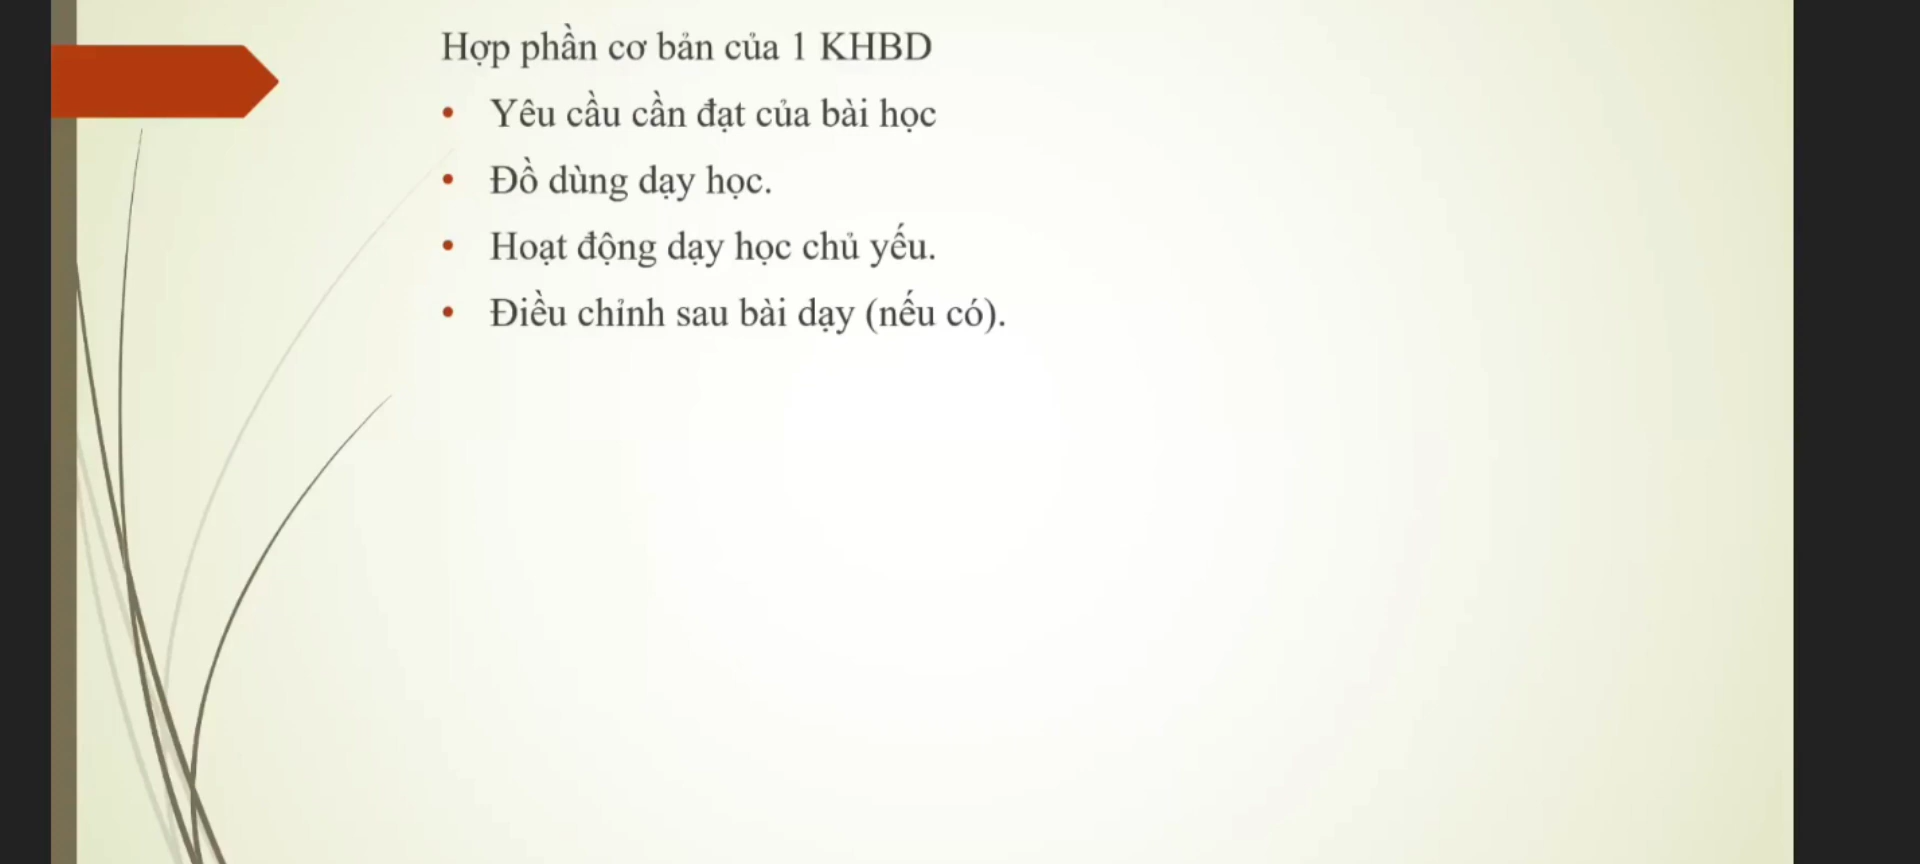 Hợp phần cơ bản của 1 KHBD
• Yêu cầu cần đạt của bài học
• Đồ dùng dạy học.
• Hoạt động dạy học chủ yếu.
• Điều chỉnh sau bài dạy (nếu có).